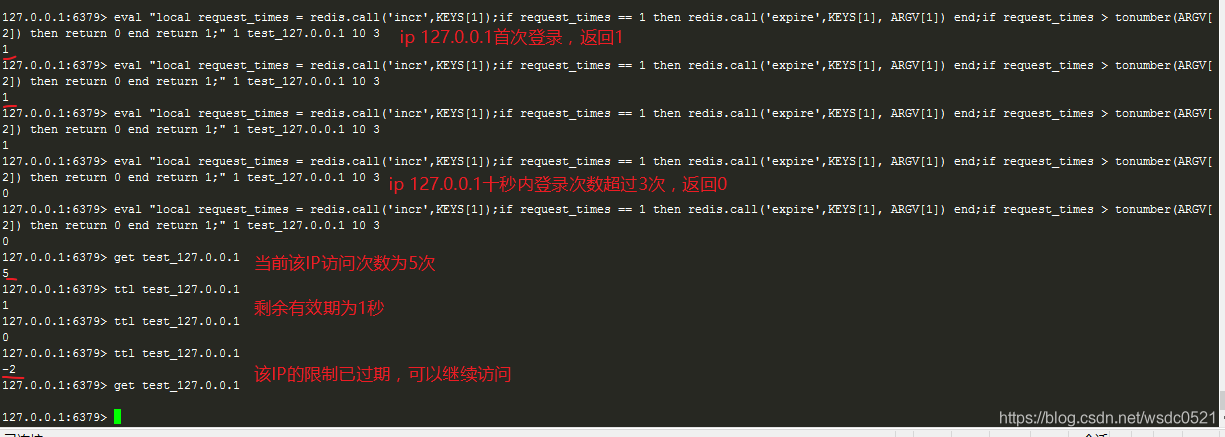 127.0.0.1:6379> eval "local request_times = redis.call('incr',KEYS[1]);if request_times == 1 then redis.call('expire',KEYS[1], ARGV[1]) end;if request_times > tonumber(ARGV[
2]) then return 0 end return 1;" 1 test_127.0.0.1 10 3 ip 127.0.0.1首次登录，返回1
1
127.0.0.1:6379> eval "local request_times = redis.call('incr',KEYS[1]);if request_times == 1 then redis.call('expire',KEYS[1], ARGV[1]) end;if request_times > tonumber(ARGV[
2]) then return 0 end return 1;" 1 test_127.0.0.1 10 3
1
127.0.0.1:6379> eval "local request_times = redis.call('incr',KEYS[1]);if request_times == 1 then redis.call('expire',KEYS[1], ARGV[1]) end;if request_times > tonumber(ARGV[
2]) then return 0 end return 1;" 1 test_127.0.0.1 10 3
1
127.0.0.1:6379> eval "local request_times = redis.call('incr',KEYS[1]);if request_times == 1 then redis.call('expire',KEYS[1], ARGV[1]) end;if request_times > tonumber(ARGV[
2]) then return 0 end return 1;" 1 test_127.0.0.1 10 3 ip 127.0.0.1十秒内登录次数超过3次，返回0
0
127.0.0.1:6379> eval "local request_times = redis.call('incr',KEYS[1]);if request_times == 1 then redis.call('expire',KEYS[1], ARGV[1]) end;if request_times > tonumber(ARGV[
2]) then return 0 end return 1;" 1 test_127.0.0.1 10 3
0
127.0.0.1:6379> get test_127.0.0.1 当前该IP访问次数为5次
5
127.0.0.1:6379> ttl test_127.0.0.1
1 剩余有效期为1秒
127.0.0.1:6379> ttl test_127.0.0.1
0
127.0.0.1:6379> ttl test_127.0.0.1
-2 该IP的限制已过期，可以继续访问
127.0.0.1:6379> get test_127.0.0.1
127.0.0.1:6379>
https://blog.csdn.net/wsdc0521